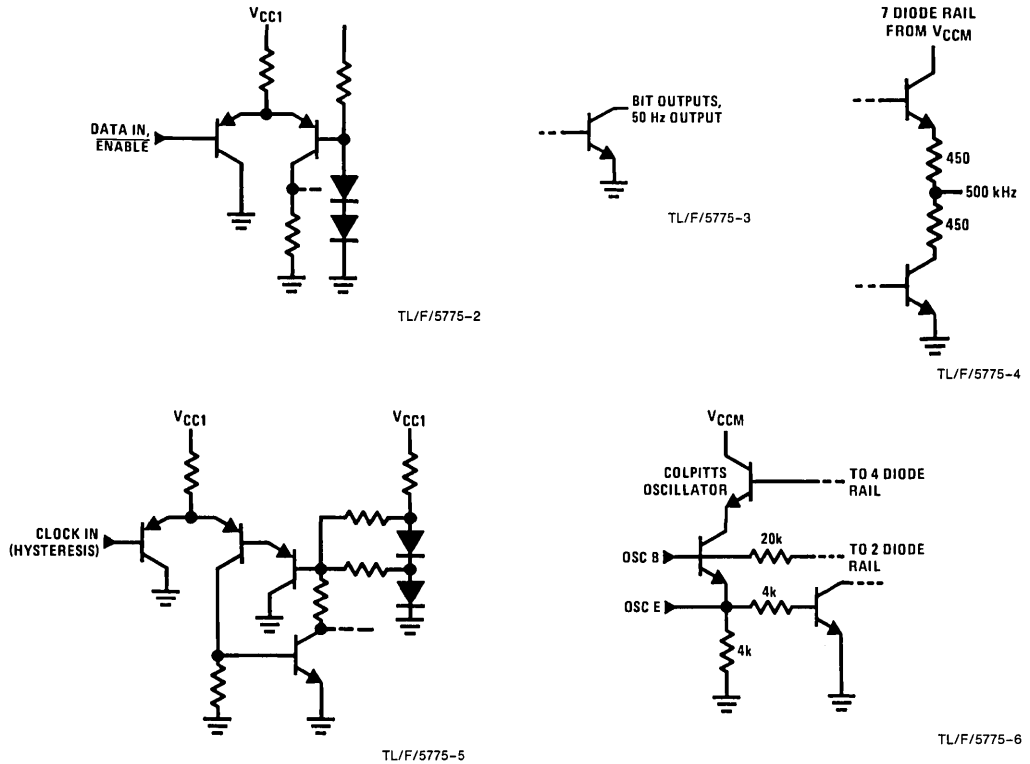 VCC1
DATA IN,
ENABLE
TL/F/5775-2
BIT OUTPUTS,
50 Hz OUTPUT
TL/F/5775-3
7 DIODE RAIL
FROM VCCM
450
500 kHz
450
TL/F/5775-4
VCC1
VCC1
CLOCK IN
(HYSTERESIS)
TL/F/5775-5
VCCM
COLPITTS
OSCILLATOR
TO 4 DIODE
RAIL
OSC B
20k
TO 2 DIODE
RAIL
OSC E
4k
4k
TL/F/5775-6